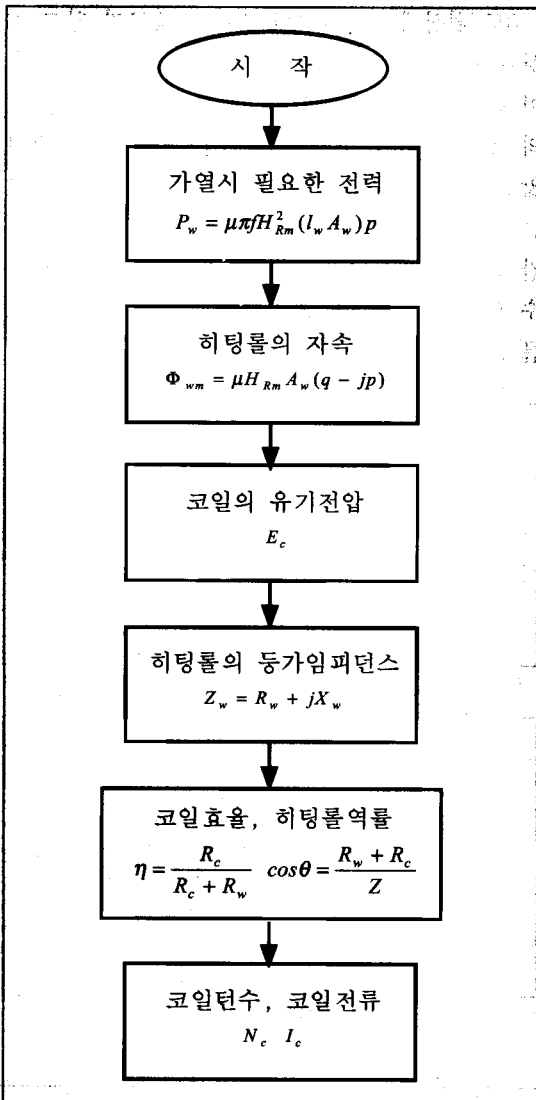 시 작
가열시 필요한 전력
P_w = μπfH²_Rm (l_w A_w) p
히팅롤의 자속
Φ_wm = μH_Rm A_w (q − jp)
코일의 유기전압
E_c
히팅롤의 등가임피던스
Z_w = R_w + jX_w
코일효율, 히팅롤역률
η = R_c / (R_c + R_w) cosθ = (R_w + R_c) / Z
코일턴수, 코일전류
N_c I_c